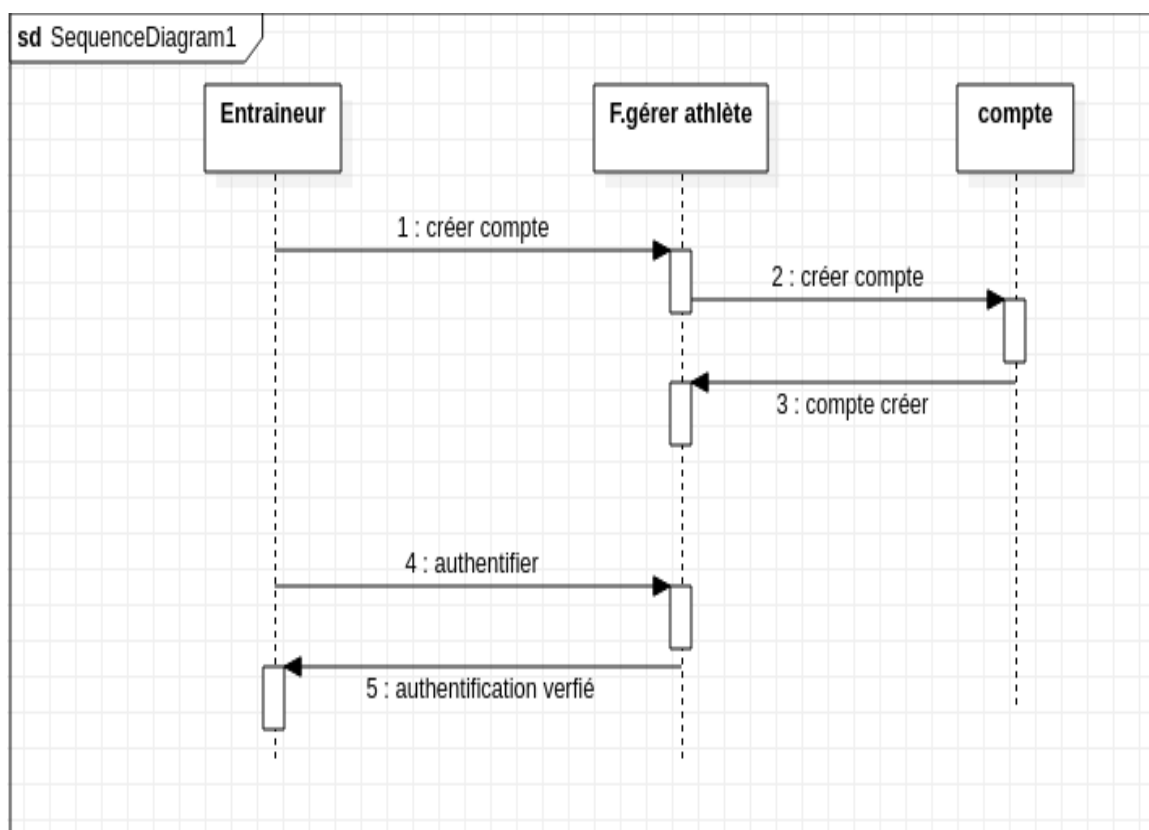 sd SequenceDiagram1
Entraineur
F.gérer athlète
compte
1 : créer compte
2 : créer compte
3 : compte créer
4 : authentifier
5 : authentification verfié